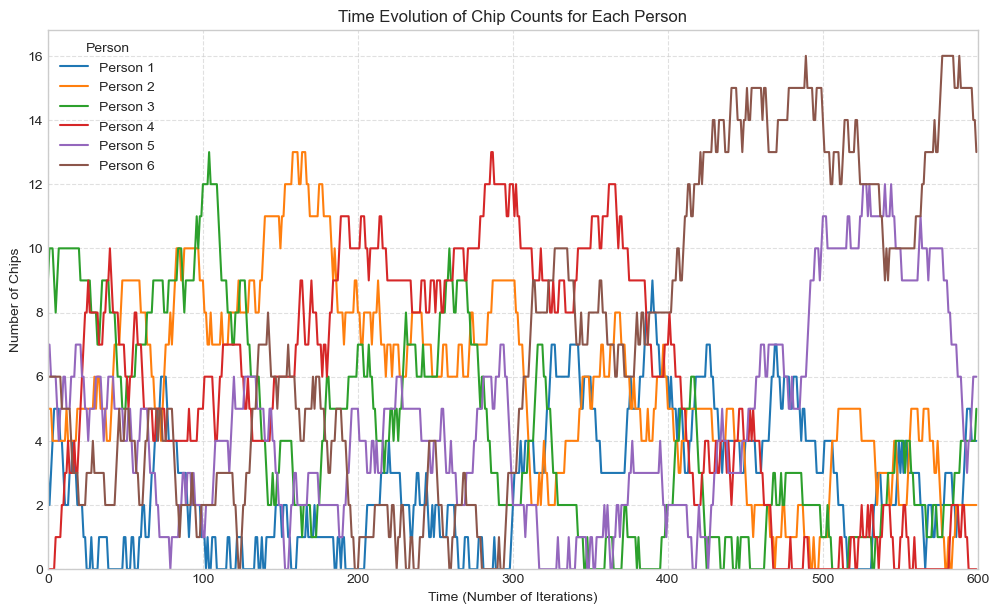 Time Evolution of Chip Counts for Each Person
Number of Chips
16
14
12
10
8
6
4
2
0
Person
Person 1
Person 2
Person 3
Person 4
Person 5
Person 6
0
100
200
300
400
500
600
Time (Number of Iterations)